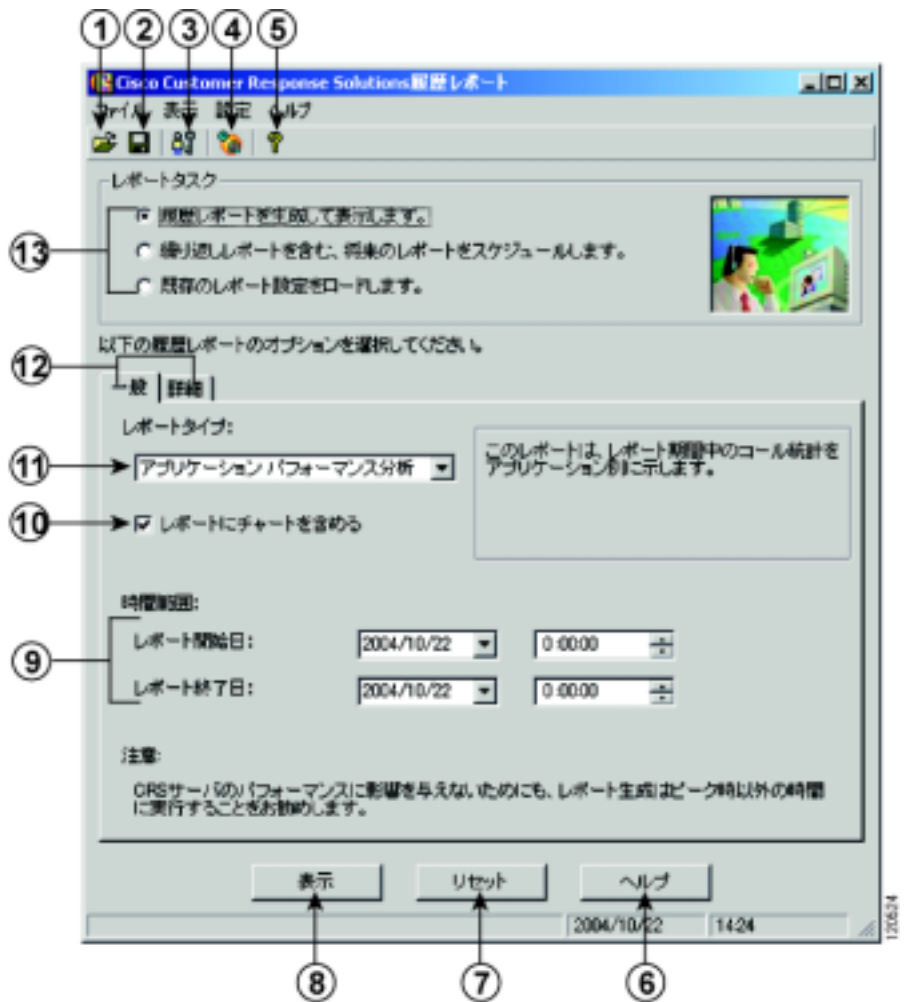 ① ② ③ ④ ⑤
Cisco Customer Response Solutions履歴レポート
ファイル 表示 設定 ヘルプ
レポートタスク
履歴レポートを生成して表示します。
⑬
繰り返しレポートを含む、将来のレポートをスケジュールします。
既存のレポート設定をロードします。
以下の履歴レポートのオプションを選択してください。
⑫
一般 詳細
レポートタイプ:
このレポートは、レポート期間中のコール統計を
アプリケーション別に示します。
⑪ アプリケーション パフォーマンス分析
⑩ レポートにチャートを含める
時間範囲:
レポート開始日: 2004/10/22 0:00:00
⑨
レポート終了日: 2004/10/22 0:00:00
注意:
CRSサーバのパフォーマンスに影響を与えないためにも、レポート生成はピーク時以外の時間
に実行することをお勧めします。
表示 リセット ヘルプ
2004/10/22 14:24
120624
⑧ ⑦ ⑥